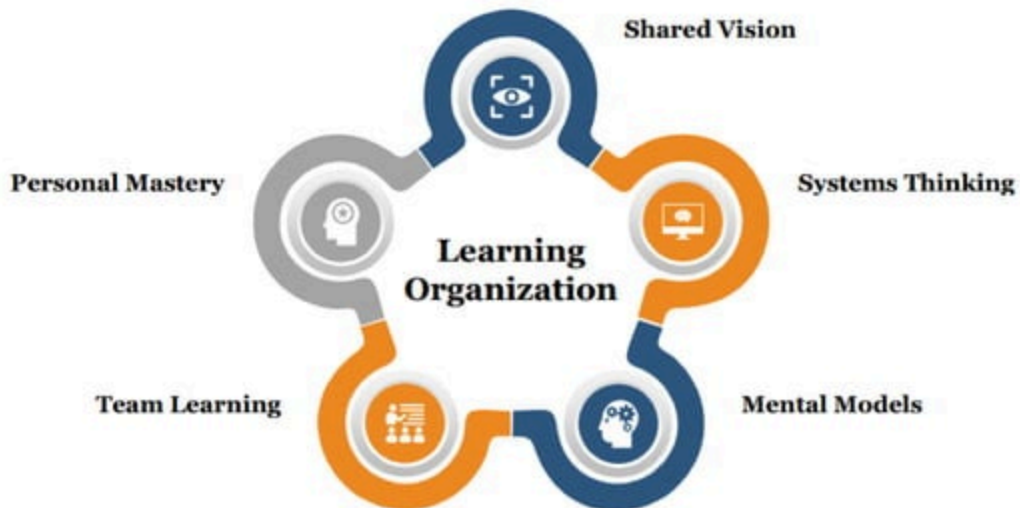 Shared Vision
Personal Mastery
Systems Thinking
Learning
Organization
Team Learning
Mental Models